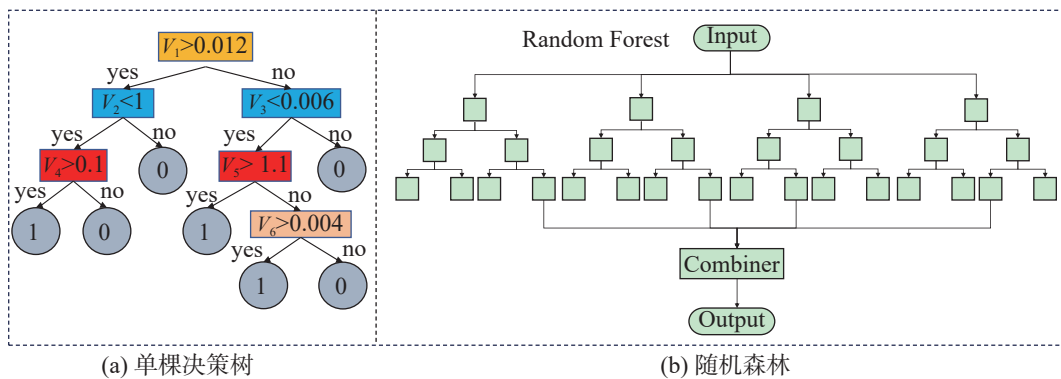 V₁>0.012
yes
no
V₂<1
V₃<0.006
yes
no
yes
no
V₄>0.1
0
V₅> 1.1
0
yes
no
yes
no
1
0
1
V₆>0.004
yes
no
1
0
(a) 单棵决策树
Random Forest
Input
Combiner
Output
(b) 随机森林